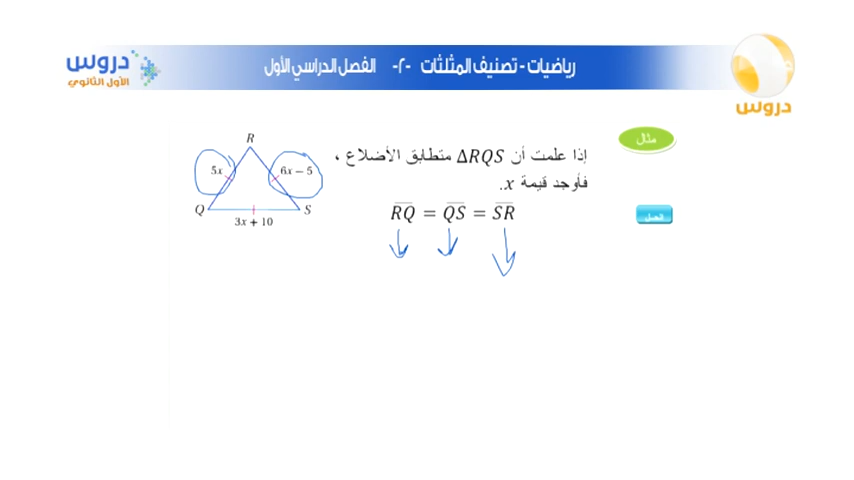 دروس
الأول الثانوي
رياضيات - تصنيف المثلثات -٢- الفصل الدراسي الأول
دروس
مثال
إذا علمت أن ΔRQS متطابق الأضلاع ،
فأوجد قيمة x.
الحل
RQ = QS = SR
R
5x
6x − 5
Q
S
3x + 10